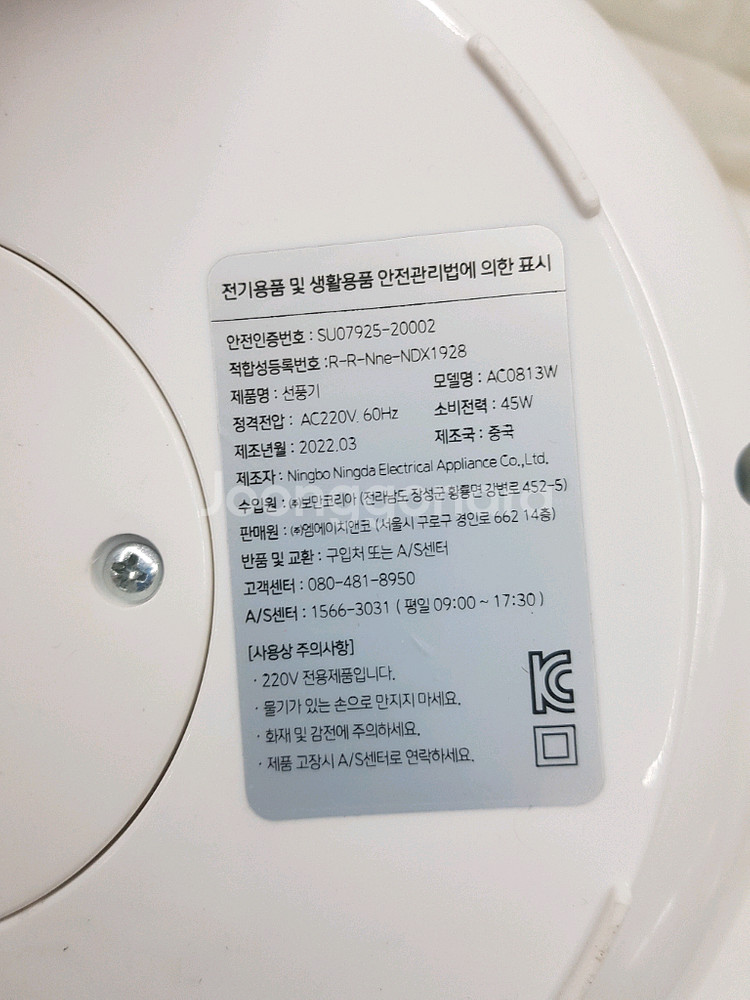 전기용품 및 생활용품 안전관리법에 의한 표시
안전인증번호 : SU07925-20002
적합성등록번호 :R-R-Nne-NDX1928
제품명 : 선풍기 모델명 : AC0813W
정격전압 : AC220V. 60Hz 소비전력 : 45W
제조년월 : 2022.03 제조국 : 중국
제조자 : Ningbo Ningda Electrical Appliance Co.,Ltd.
수입원 : ㈜보만코리아 (전라남도 장성군 황룡면 강변로 452-5)
Joonggonara
판매원 : ㈜엠에이치앤코 (서울시 구로구 경인로 662 14층)
반품 및 교환 : 구입처 또는 A/S센터
고객센터 : 080-481-8950
A/S센터 : 1566-3031 ( 평일 09:00 ~ 17:30 )
[사용상 주의사항]
· 220V 전용제품입니다.
· 물기가 있는 손으로 만지지 마세요.
· 화재 및 감전에 주의하세요.
· 제품 고장시 A/S센터로 연락하세요.
KC